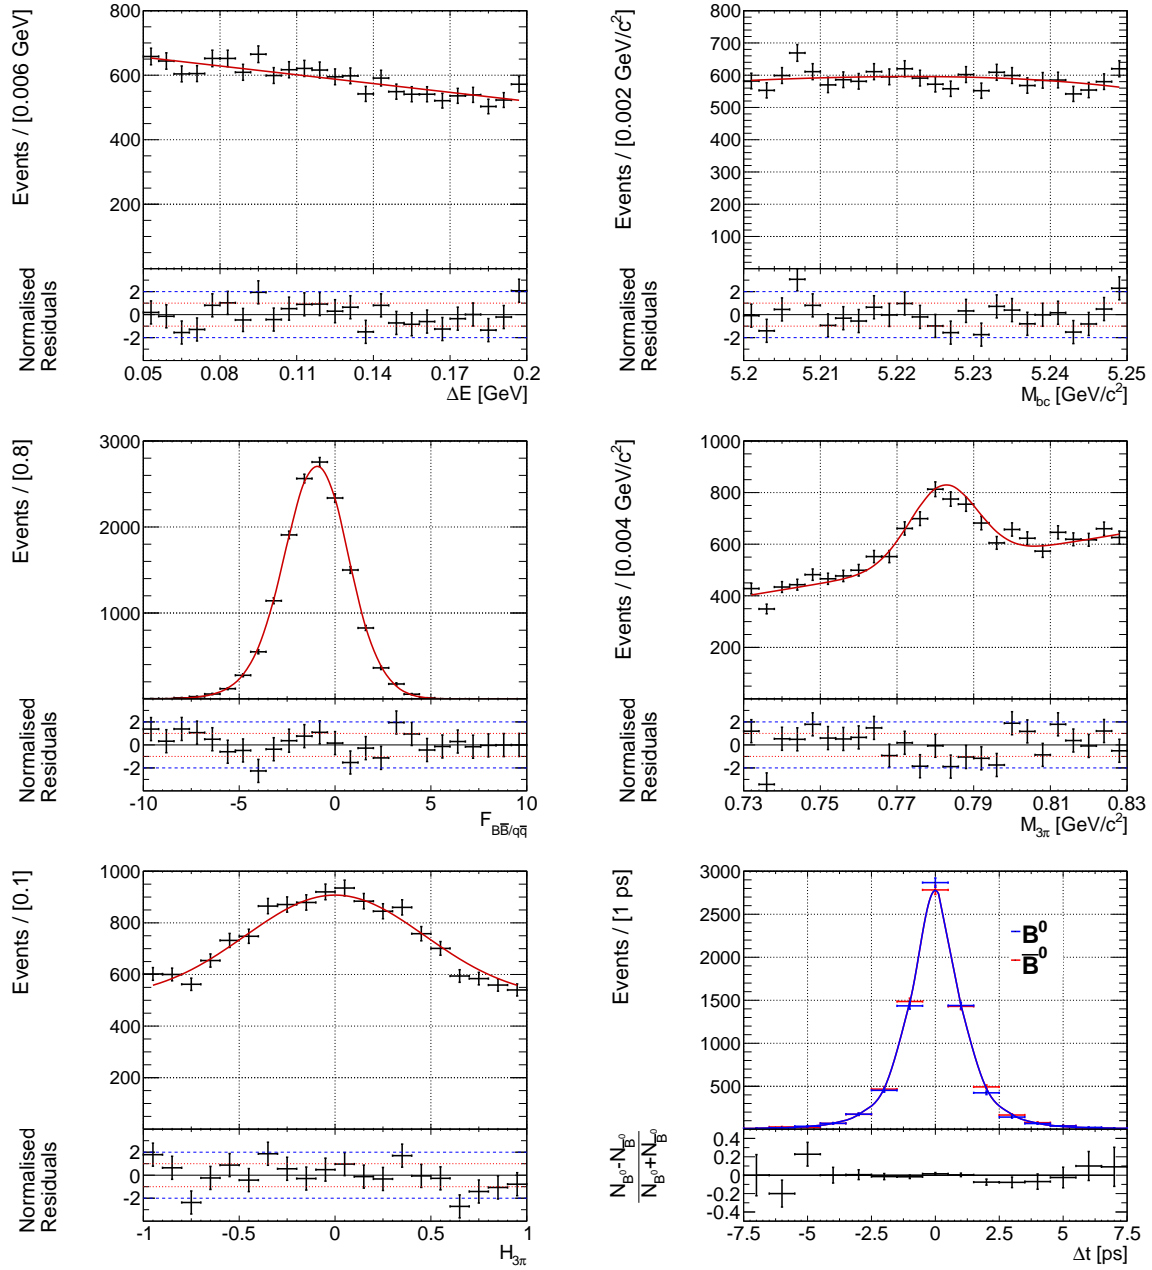 Events / [0.006 GeV]
800
600
400
200
Normalised
Residuals
2
0
-2
0.05 0.08 0.11 0.14 0.17 0.2
ΔE [GeV]
Events / [0.002 GeV/c²]
800
700
600
500
400
300
200
100
Normalised
Residuals
2
0
-2
5.2 5.21 5.22 5.23 5.24 5.25
M_bc [GeV/c²]
Events / [0.8]
3000
2000
1000
Normalised
Residuals
2
0
-2
-10 -5 0 5 10
F_BB̅/qq̅
Events / [0.004 GeV/c²]
1000
800
600
400
200
Normalised
Residuals
2
0
-2
0.73 0.75 0.77 0.79 0.81 0.83
M_3π [GeV/c²]
Events / [0.1]
1000
800
600
400
200
Normalised
Residuals
2
0
-2
-1 -0.5 0 0.5 1
H_3π
Events / [1 ps]
3000
2500
2000
1500
1000
500
B⁰
B̅⁰
N_B⁰-N_B̅⁰
N_B⁰+N_B̅⁰
0.4
0.2
0
-0.2
-0.4
-7.5 -5 -2.5 0 2.5 5 7.5
Δt [ps]